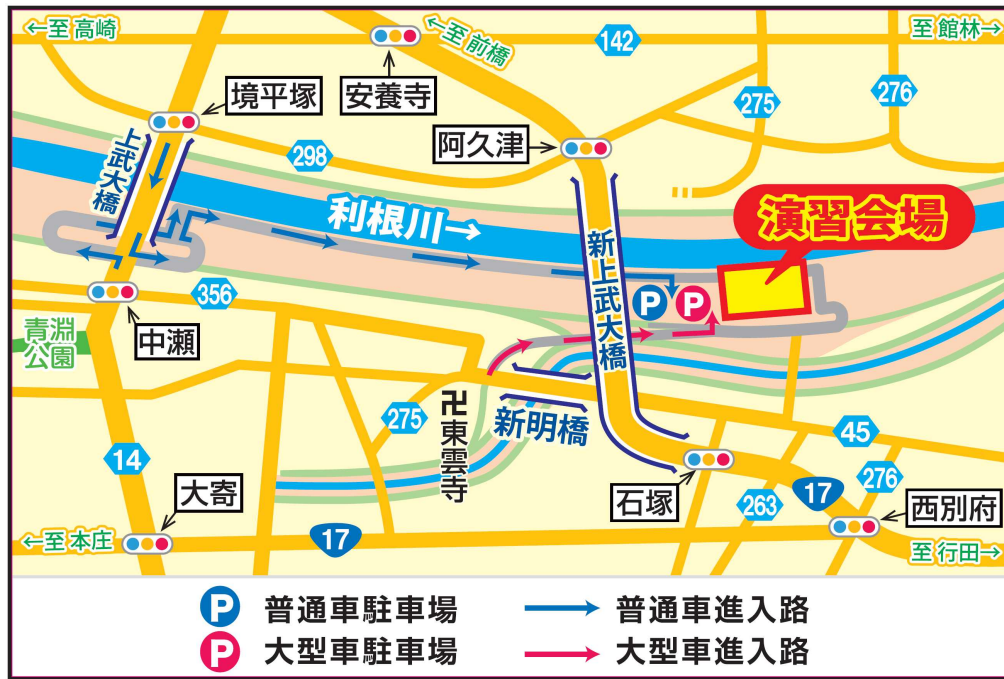 ←至 高崎
←至 前橋
142
至 館林→
境平塚
安養寺
275
276
阿久津
298
上武大橋
利根川→
演習会場
新上武大橋
P
P
356
中瀬
青淵
公園
275
卍東雲寺
新明橋
45
14
大寄
石塚
263
17
276
西別府
←至 本庄
17
至 行田→
P 普通車駐車場 → 普通車進入路
P 大型車駐車場 → 大型車進入路